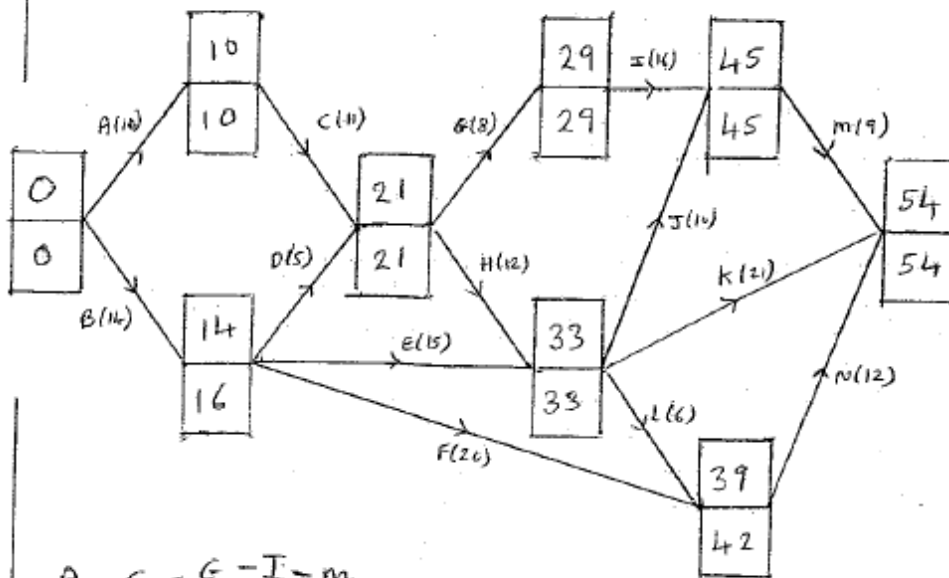 10
29
I(16)
45
10
29
45
A(10)
C(11)
G(8)
M(9)
0
21
54
0
21
54
D(5)
H(12)
J(10)
K(21)
B(14)
14
E(15)
33
16
33
L(6)
N(12)
F(20)
39
42
A - C - G - I - M